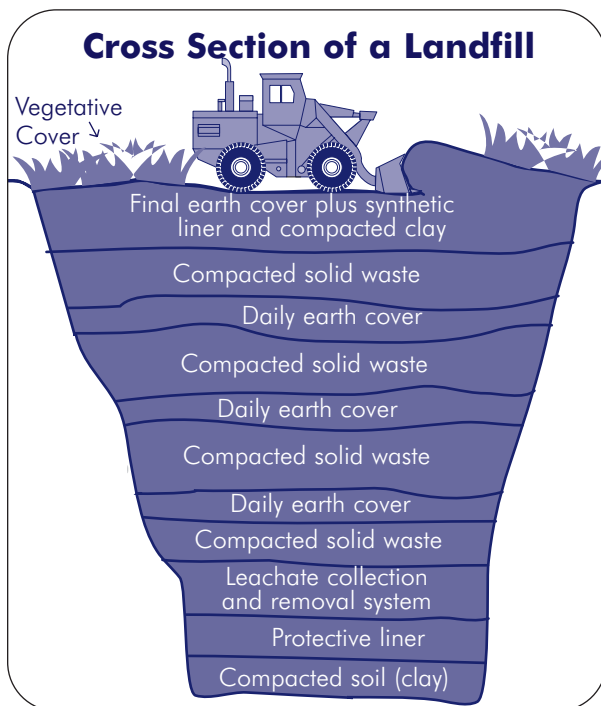 Cross Section of a Landfill
Vegetative
Cover
Final earth cover plus synthetic
liner and compacted clay
Compacted solid waste
Daily earth cover
Compacted solid waste
Daily earth cover
Compacted solid waste
Daily earth cover
Compacted solid waste
Leachate collection
and removal system
Protective liner
Compacted soil (clay)